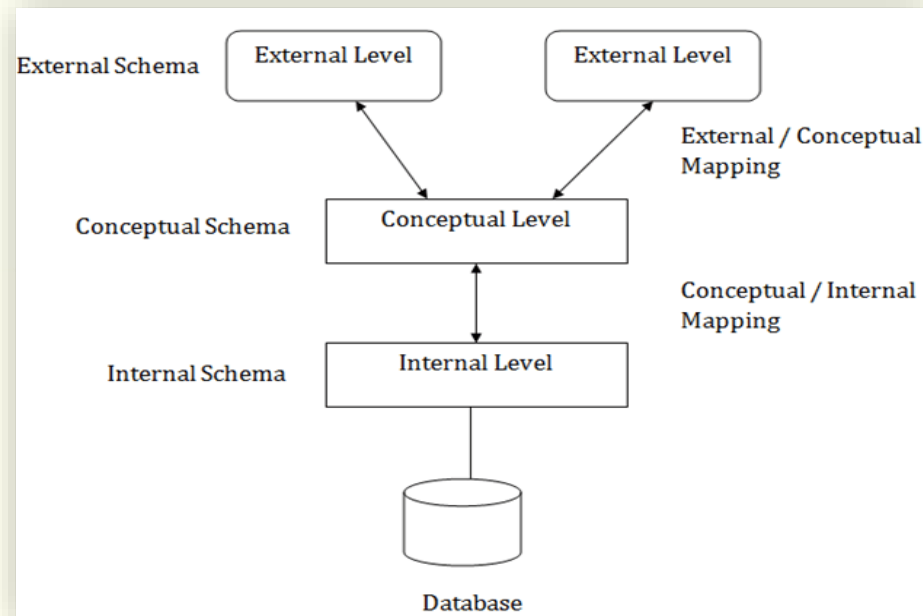 External Schema
External Level
External Level
External / Conceptual
Mapping
Conceptual Schema
Conceptual Level
Conceptual / Internal
Mapping
Internal Schema
Internal Level
Database